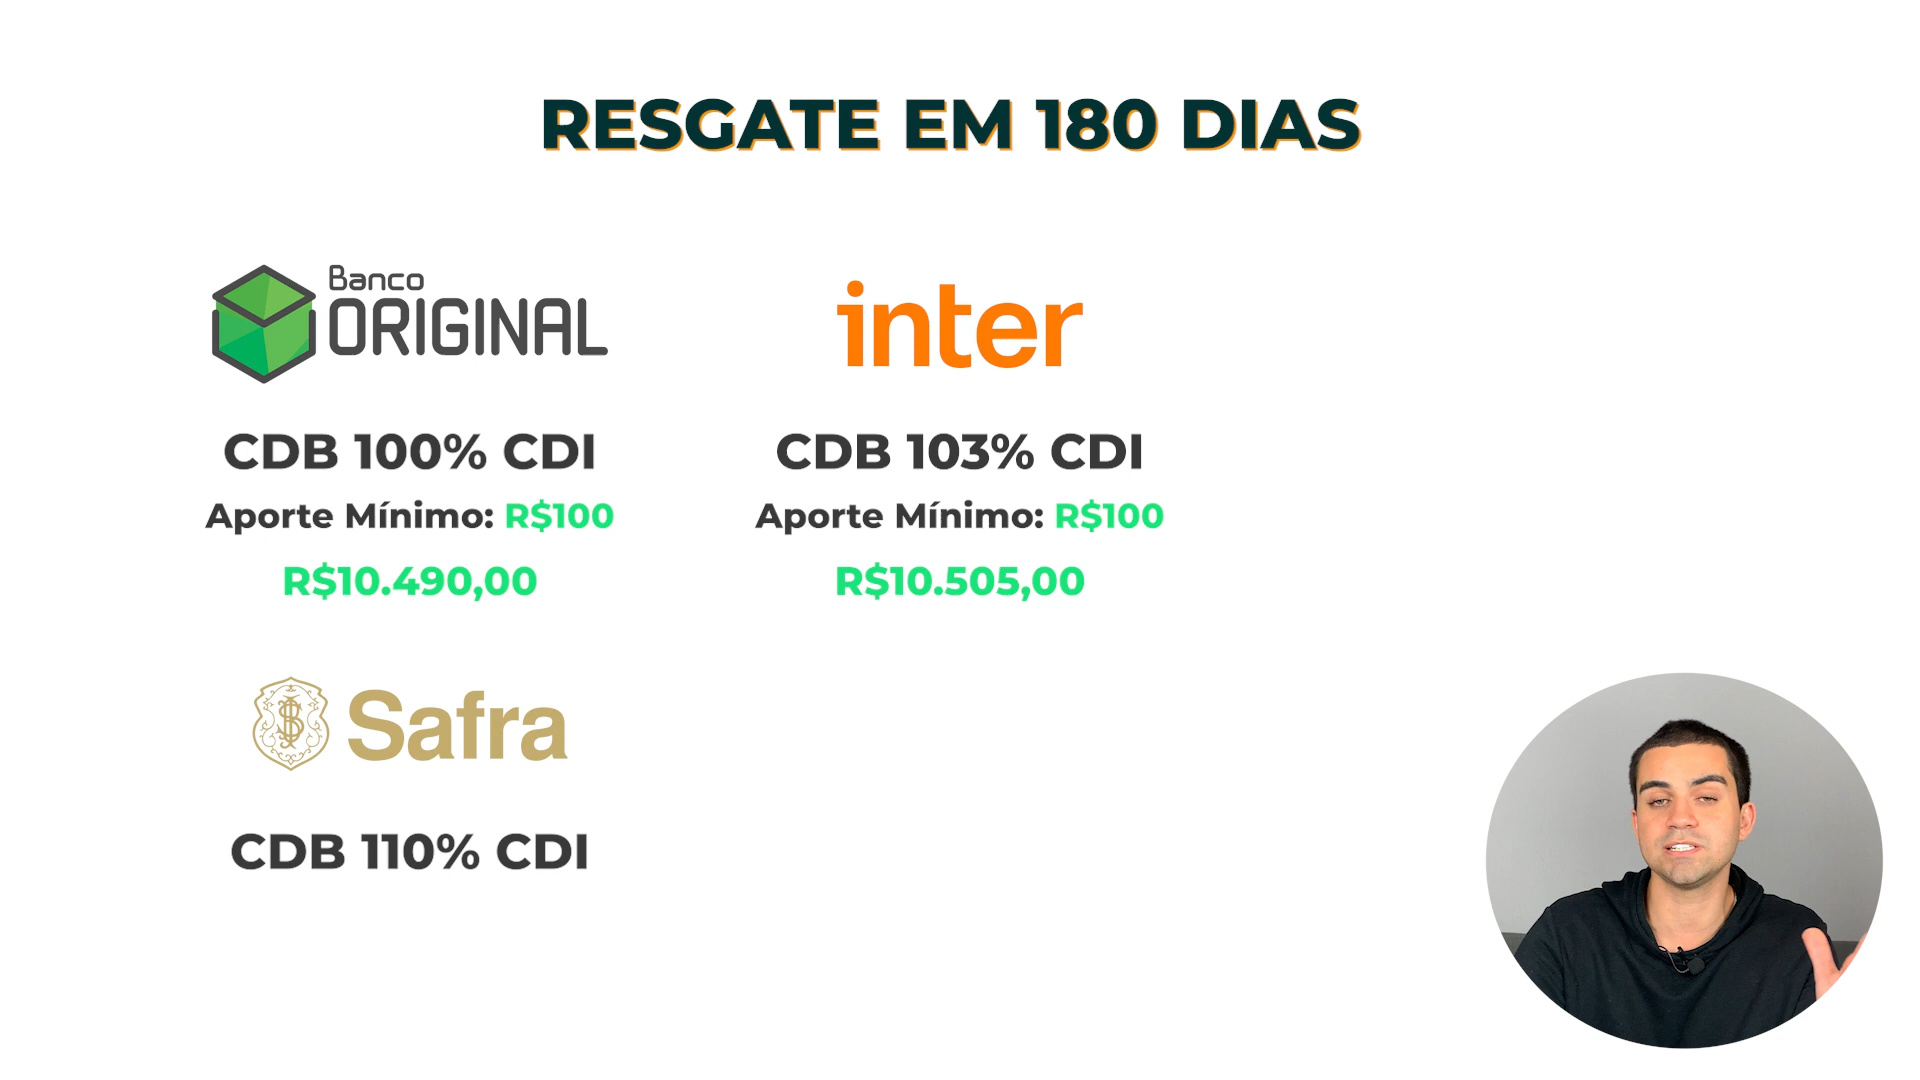 RESGATE EM 180 DIAS
Banco
ORIGINAL
CDB 100% CDI
Aporte Mínimo: R$100
R$10.490,00
inter
CDB 103% CDI
Aporte Mínimo: R$100
R$10.505,00
Safra
CDB 110% CDI